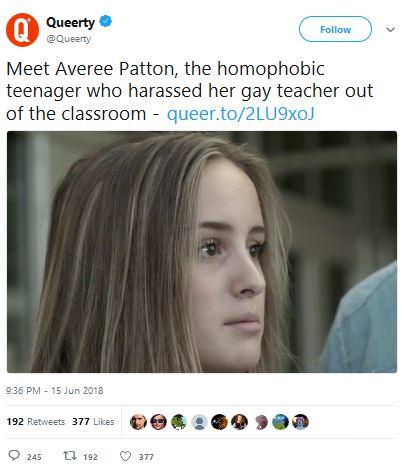 Queerty
@Queerty
Follow
Meet Averee Patton, the homophobic
teenager who harassed her gay teacher out
of the classroom - queer.to/2LU9xoJ
9:36 PM - 15 Jun 2018
192 Retweets 377 Likes
245 192 377